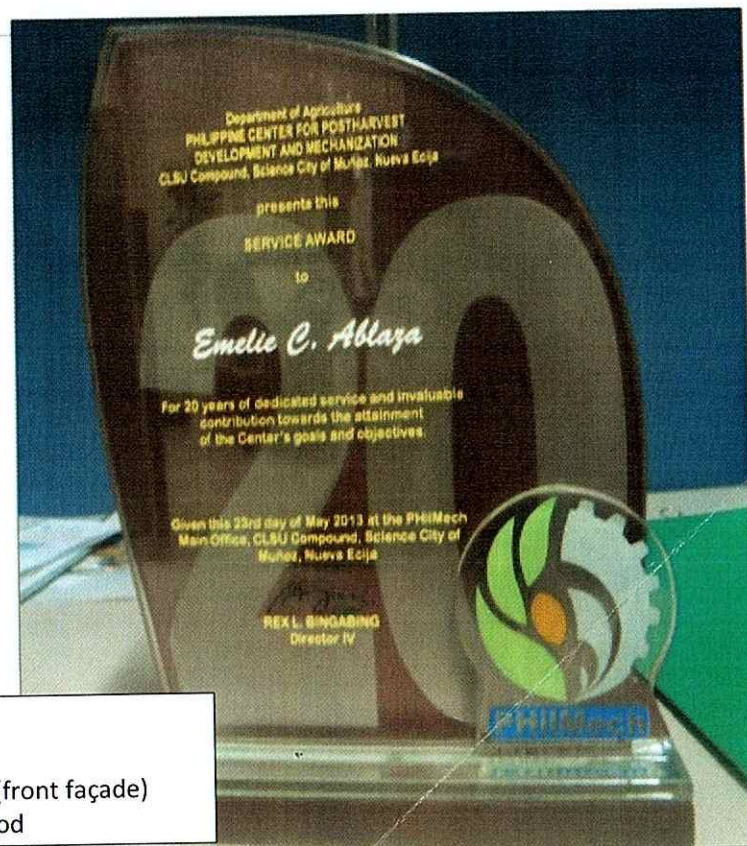 Department of Agriculture
PHILIPPINE CENTER FOR POSTHARVEST
DEVELOPMENT AND MECHANIZATION
CLSU Compound, Science City of Muñoz, Nueva Ecija
presents this
SERVICE AWARD
to
Emelie C. Ablaza
For 20 years of dedicated service and invaluable
contribution towards the attainment
of the Center's goals and objectives.
20
Given this 23rd day of May 2013 at the PHilMech
Main Office, CLSU Compound, Science City of
Muñoz, Nueva Ecija
REX L. BINGABING
Director IV
PHilMech
(front façade)
od